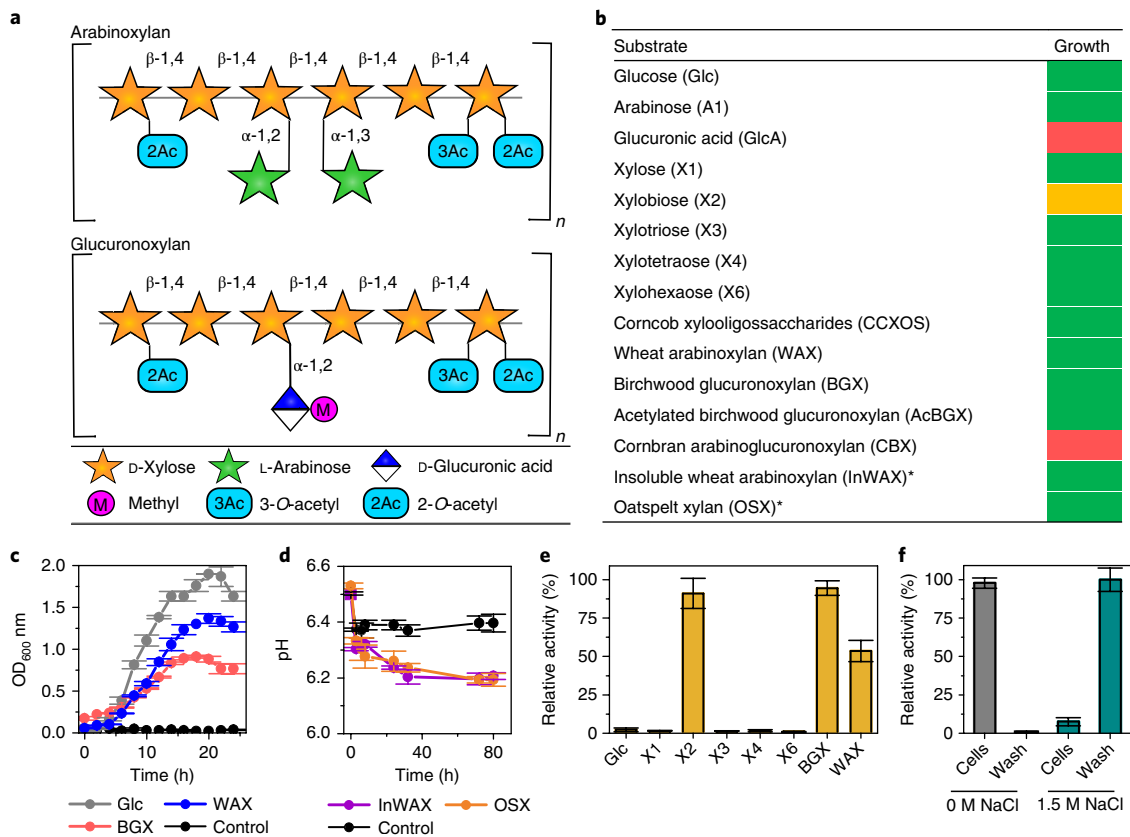 a
Arabinoxylan
β-1,4 β-1,4 β-1,4 β-1,4 β-1,4
2Ac α-1,2 α-1,3 3Ac 2Ac
n
Glucuronoxylan
β-1,4 β-1,4 β-1,4 β-1,4 β-1,4
2Ac α-1,2 3Ac 2Ac
M
n
D-Xylose L-Arabinose D-Glucuronic acid
M Methyl 3Ac 3-O-acetyl 2Ac 2-O-acetyl
b
Substrate Growth
Glucose (Glc)
Arabinose (A1)
Glucuronic acid (GlcA)
Xylose (X1)
Xylobiose (X2)
Xylotriose (X3)
Xylotetraose (X4)
Xylohexaose (X6)
Corncob xylooligossaccharides (CCXOS)
Wheat arabinoxylan (WAX)
Birchwood glucuronoxylan (BGX)
Acetylated birchwood glucuronoxylan (AcBGX)
Cornbran arabinoglucuronoxylan (CBX)
Insoluble wheat arabinoxylan (InWAX)*
Oatspelt xylan (OSX)*
c
OD600 nm
2.0
1.5
1.0
0.5
0
0 10 20
Time (h)
Glc WAX
BGX Control
d
pH
6.6
6.4
6.2
6.0
0 40 80
Time (h)
InWAX OSX
Control
e
Relative activity (%)
100
75
50
25
0
Glc X1 X2 X3 X4 X6 BGX WAX
f
Relative activity (%)
100
75
50
25
0
Cells Wash Cells Wash
0 M NaCl 1.5 M NaCl